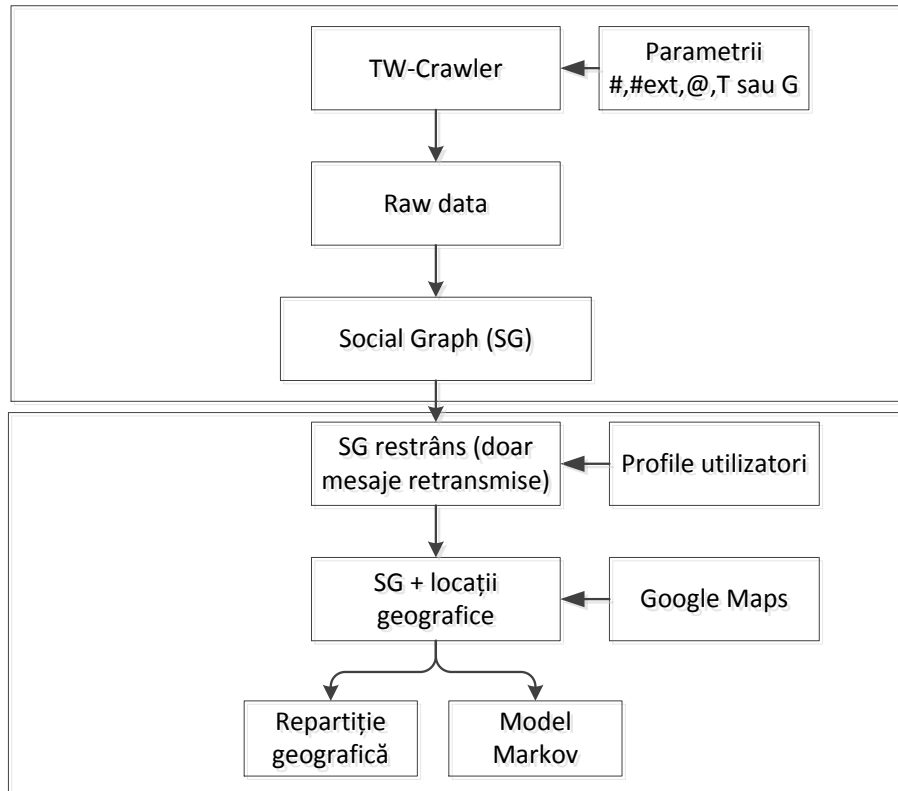 TW-Crawler
Parametrii
#,#ext,@,T sau G
Raw data
Social Graph (SG)
SG restrâns (doar
mesaje retransmise)
Profile utilizatori
SG + locații
geografice
Google Maps
Repartiție
geografică
Model
Markov